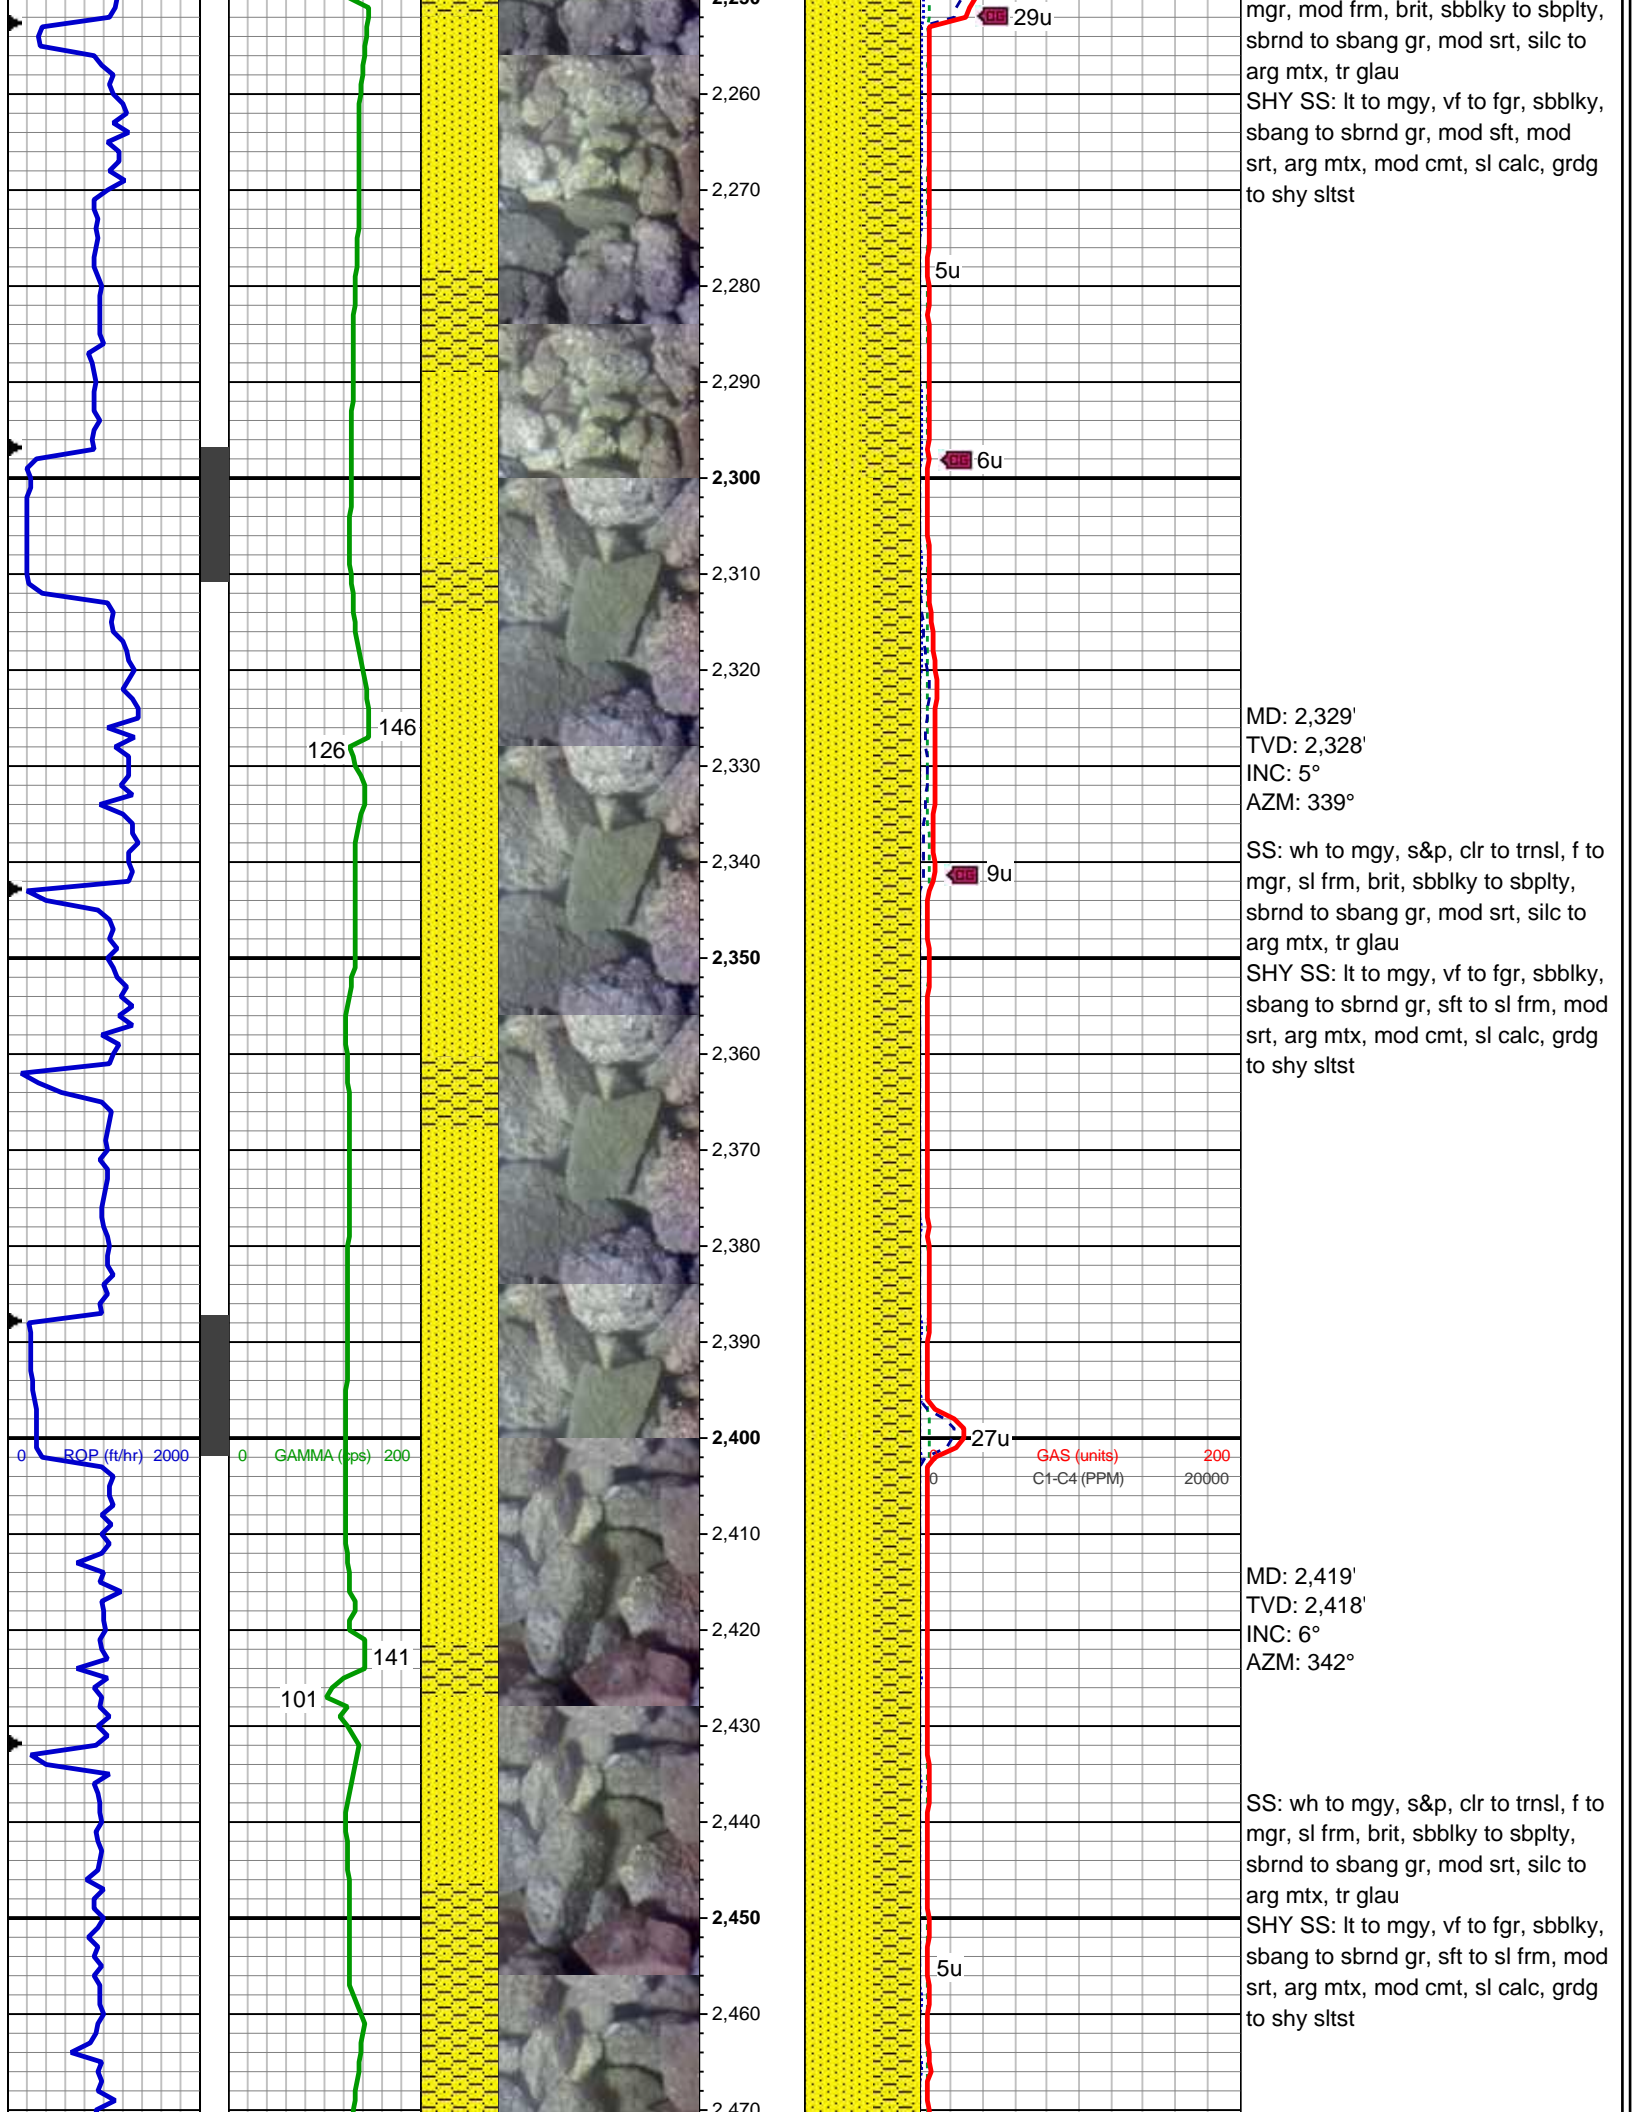 mgr, mod frm, brit, sbblky to sbplty,
29u
sbrnd to sbang gr, mod srt, silc to
arg mtx, tr glau
2,260
SHY SS: lt to mgy, vf to fgr, sbblky,
sbang to sbrnd gr, mod sft, mod
srt, arg mtx, mod cmt, sl calc, grdg
2,270
to shy sltst
5u
2,280
2,290
CG 6u
2,300
2,310
2,320
MD: 2,329'
146
TVD: 2,328'
126
2,330
INC: 5°
AZM: 339°
SS: wh to mgy, s&p, clr to trnsl, f to
2,340
CG 9u
mgr, sl frm, brit, sbblky to sbplty,
sbrnd to sbang gr, mod srt, silc to
arg mtx, tr glau
2,350
SHY SS: lt to mgy, vf to fgr, sbblky,
sbang to sbrnd gr, sft to sl frm, mod
srt, arg mtx, mod cmt, sl calc, grdg
2,360
to shy sltst
2,370
2,380
2,390
2,400
27u
0 ROP (ft/hr) 2000
0 GAMMA (cps) 200
0 GAS (units) 200
0 C1-C4 (PPM) 20000
2,410
MD: 2,419'
TVD: 2,418'
2,420
INC: 6°
141
AZM: 342°
101
2,430
SS: wh to mgy, s&p, clr to trnsl, f to
2,440
mgr, sl frm, brit, sbblky to sbplty,
sbrnd to sbang gr, mod srt, silc to
arg mtx, tr glau
2,450
SHY SS: lt to mgy, vf to fgr, sbblky,
sbang to sbrnd gr, sft to sl frm, mod
5u
srt, arg mtx, mod cmt, sl calc, grdg
2,460
to shy sltst
2,470